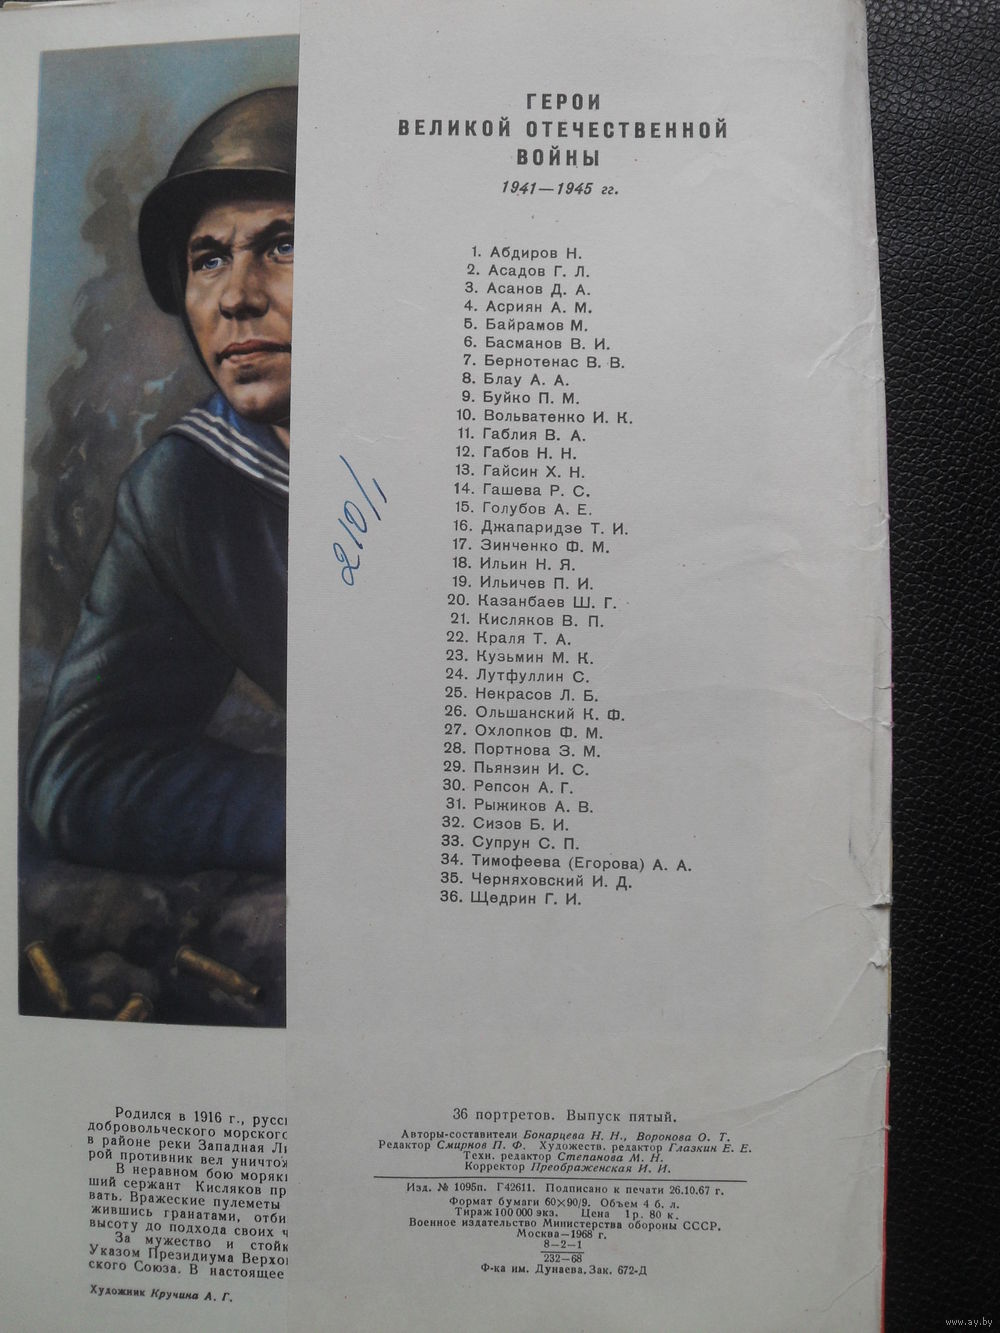 ГЕРОИ
ВЕЛИКОЙ ОТЕЧЕСТВЕННОЙ
ВОЙНЫ
1941—1945 гг.
1. Абдиров Н.
2. Асадов Г. Л.
3. Асанов Д. А.
4. Асриян А. М.
5. Байрамов М.
6. Басманов В. И.
7. Бернотенас В. В.
8. Блау А. А.
9. Буйко П. М.
10. Вольватенко И. К.
11. Габлия В. А.
12. Габов Н. Н.
13. Гайсин Х. Н.
14. Гашева Р. С.
15. Голубов А. Е.
16. Джапаридзе Т. И.
17. Зинченко Ф. М.
18. Ильин Н. Я.
19. Ильичев П. И.
20. Казанбаев Ш. Г.
21. Кисляков В. П.
22. Краля Т. А.
23. Кузьмин М. К.
24. Лутфуллин С.
25. Некрасов Л. Б.
26. Ольшанский К. Ф.
27. Охлопков Ф. М.
28. Портнова З. М.
29. Пьянзин И. С.
30. Репсон А. Г.
31. Рыжиков А. В.
32. Сизов Б. И.
33. Супрун С. П.
34. Тимофеева (Егорова) А. А.
35. Черняховский И. Д.
36. Щедрин Г. И.
210/1
36 портретов. Выпуск пятый.
Авторы-составители Бонарцева Н. Н., Воронова О. Т.
Редактор Смирнов П. Ф. Художеств. редактор Глазкин Е. Е.
Техн. редактор Степанова М. Н.
Корректор Преображенская И. И.
Изд. № 1095п. Г42611. Подписано к печати 26.10.67 г.
Формат бумаги 60×90/9. Объем 4 б. л.
Тираж 100 000 экз. Цена 1 р. 80 к.
Военное издательство Министерства обороны СССР.
Москва—1968 г.
8—2—1
232—68
Ф-ка им. Дунаева. Зак. 672-Д
Родился в 1916 г., русс
добровольческого морского
в районе реки Западная Ли
рой противник вел уничтож
В неравном бою моряки
ший сержант Кисляков пр
вать. Вражеские пулеметы
жившись гранатами, отби
высоту до подхода своих ч
За мужество и стойк
Указом Президиума Верхо
ского Союза. В настоящее
Художник Кручина А. Г.
www.ay.by